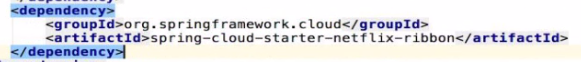 <dependency>
<groupId>org.springframework.cloud</groupId>
<artifactId>spring-cloud-starter-netflix-ribbon</artifactId>
</dependency>